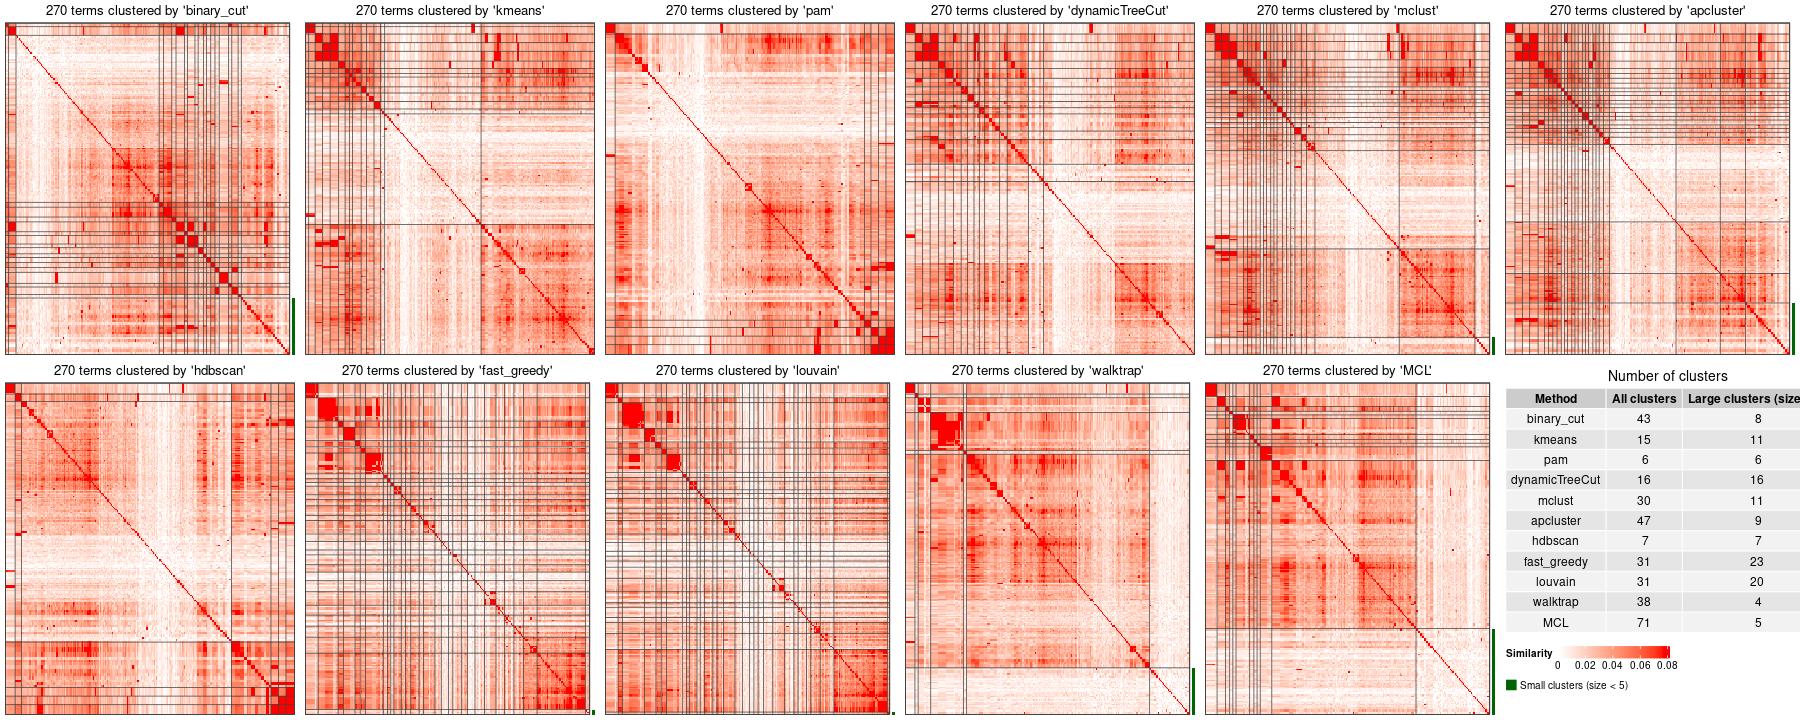 270 terms clustered by 'binary_cut'
270 terms clustered by 'kmeans'
270 terms clustered by 'pam'
270 terms clustered by 'dynamicTreeCut'
270 terms clustered by 'mclust'
270 terms clustered by 'apcluster'
270 terms clustered by 'hdbscan'
270 terms clustered by 'fast_greedy'
270 terms clustered by 'louvain'
270 terms clustered by 'walktrap'
270 terms clustered by 'MCL'
Number of clusters
Method All clusters Large clusters (size
binary_cut 43 8
kmeans 15 11
pam 6 6
dynamicTreeCut 16 16
mclust 30 11
apcluster 47 9
hdbscan 7 7
fast_greedy 31 23
louvain 31 20
walktrap 38 4
MCL 71 5
Similarity
0 0.02 0.04 0.06 0.08
Small clusters (size < 5)